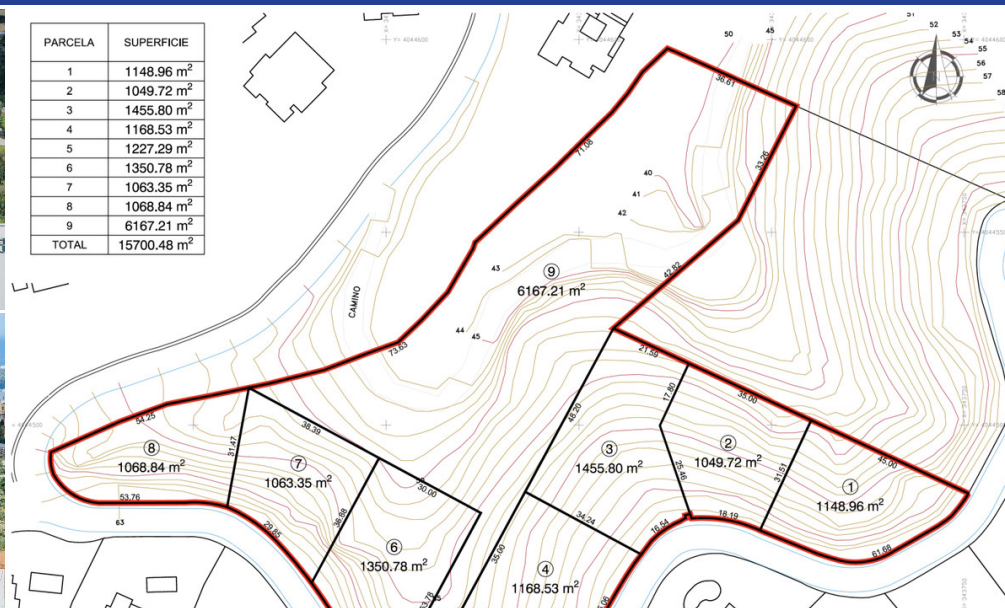 PARCELA SUPERFICIE
1 1148.96 m²
2 1049.72 m²
3 1455.80 m²
4 1168.53 m²
5 1227.29 m²
6 1350.78 m²
7 1063.35 m²
8 1068.84 m²
9 6167.21 m²
TOTAL 15700.48 m²
Y= 4044600
Y= 4044600
51
52
53
54
55
56
57
58
50
45
36.61
71.08
33.26
40
41
42
43
44 45
⑨
6167.21 m²
42.82
CAMINO
73.63
21.59
17.80
35.00
45.00
54.25
31.47
38.39
30.00
48.20
⑧
1068.84 m²
⑦
1063.35 m²
③
1455.80 m²
②
1049.72 m²
①
1148.96 m²
25.46
31.51
53.76
63
29.85
36.88
34.24
16.54
18.19
61.68
⑥
1350.78 m²
35.00
④
1168.53 m²